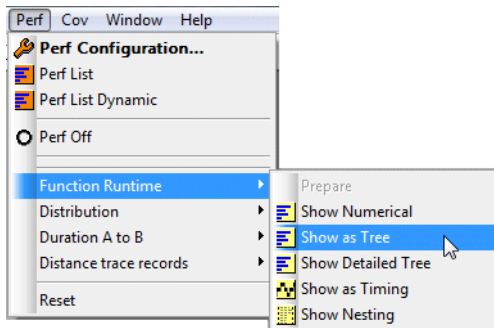 Perf Cov Window Help
Perf Configuration...
Perf List
Perf List Dynamic
Perf Off
Function Runtime
Distribution
Duration A to B
Distance trace records
Reset
Prepare
Show Numerical
Show as Tree
Show Detailed Tree
Show as Timing
Show Nesting